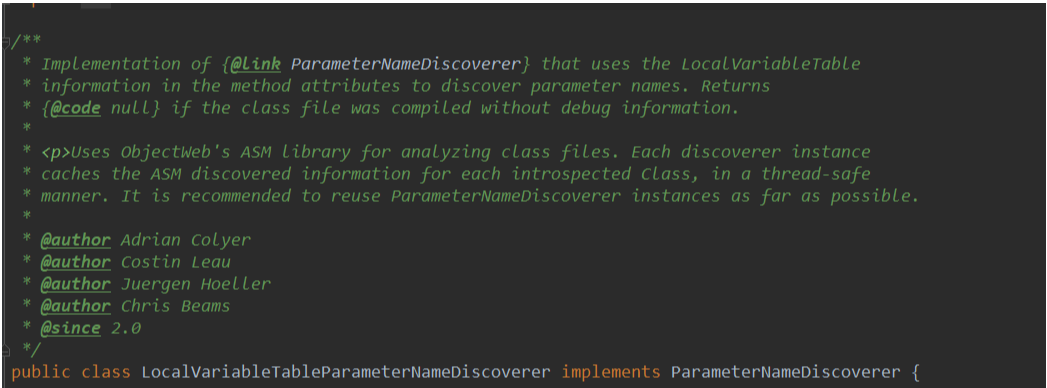 /**
 * Implementation of {@link ParameterNameDiscoverer} that uses the LocalVariableTable
 * information in the method attributes to discover parameter names. Returns
 * {@code null} if the class file was compiled without debug information.
 *
 * <p>Uses ObjectWeb's ASM library for analyzing class files. Each discoverer instance
 * caches the ASM discovered information for each introspected Class, in a thread-safe
 * manner. It is recommended to reuse ParameterNameDiscoverer instances as far as possible.
 *
 * @author Adrian Colyer
 * @author Costin Leau
 * @author Juergen Hoeller
 * @author Chris Beams
 * @since 2.0
 */
public class LocalVariableTableParameterNameDiscoverer implements ParameterNameDiscoverer {